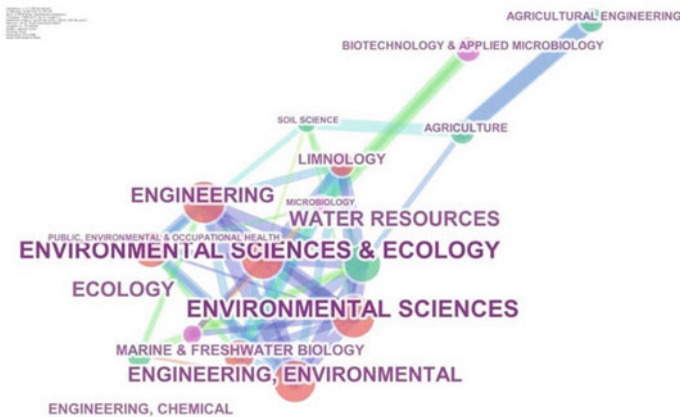 AGRICULTURAL ENGINEERING
BIOTECHNOLOGY & APPLIED MICROBIOLOGY
SOIL SCIENCE
AGRICULTURE
LIMNOLOGY
ENGINEERING
MICROBIOLOGY
WATER RESOURCES
PUBLIC, ENVIRONMENTAL & OCCUPATIONAL HEALTH
ENVIRONMENTAL SCIENCES & ECOLOGY
ECOLOGY
ENVIRONMENTAL SCIENCES
MARINE & FRESHWATER BIOLOGY
ENGINEERING, ENVIRONMENTAL
ENGINEERING, CHEMICAL